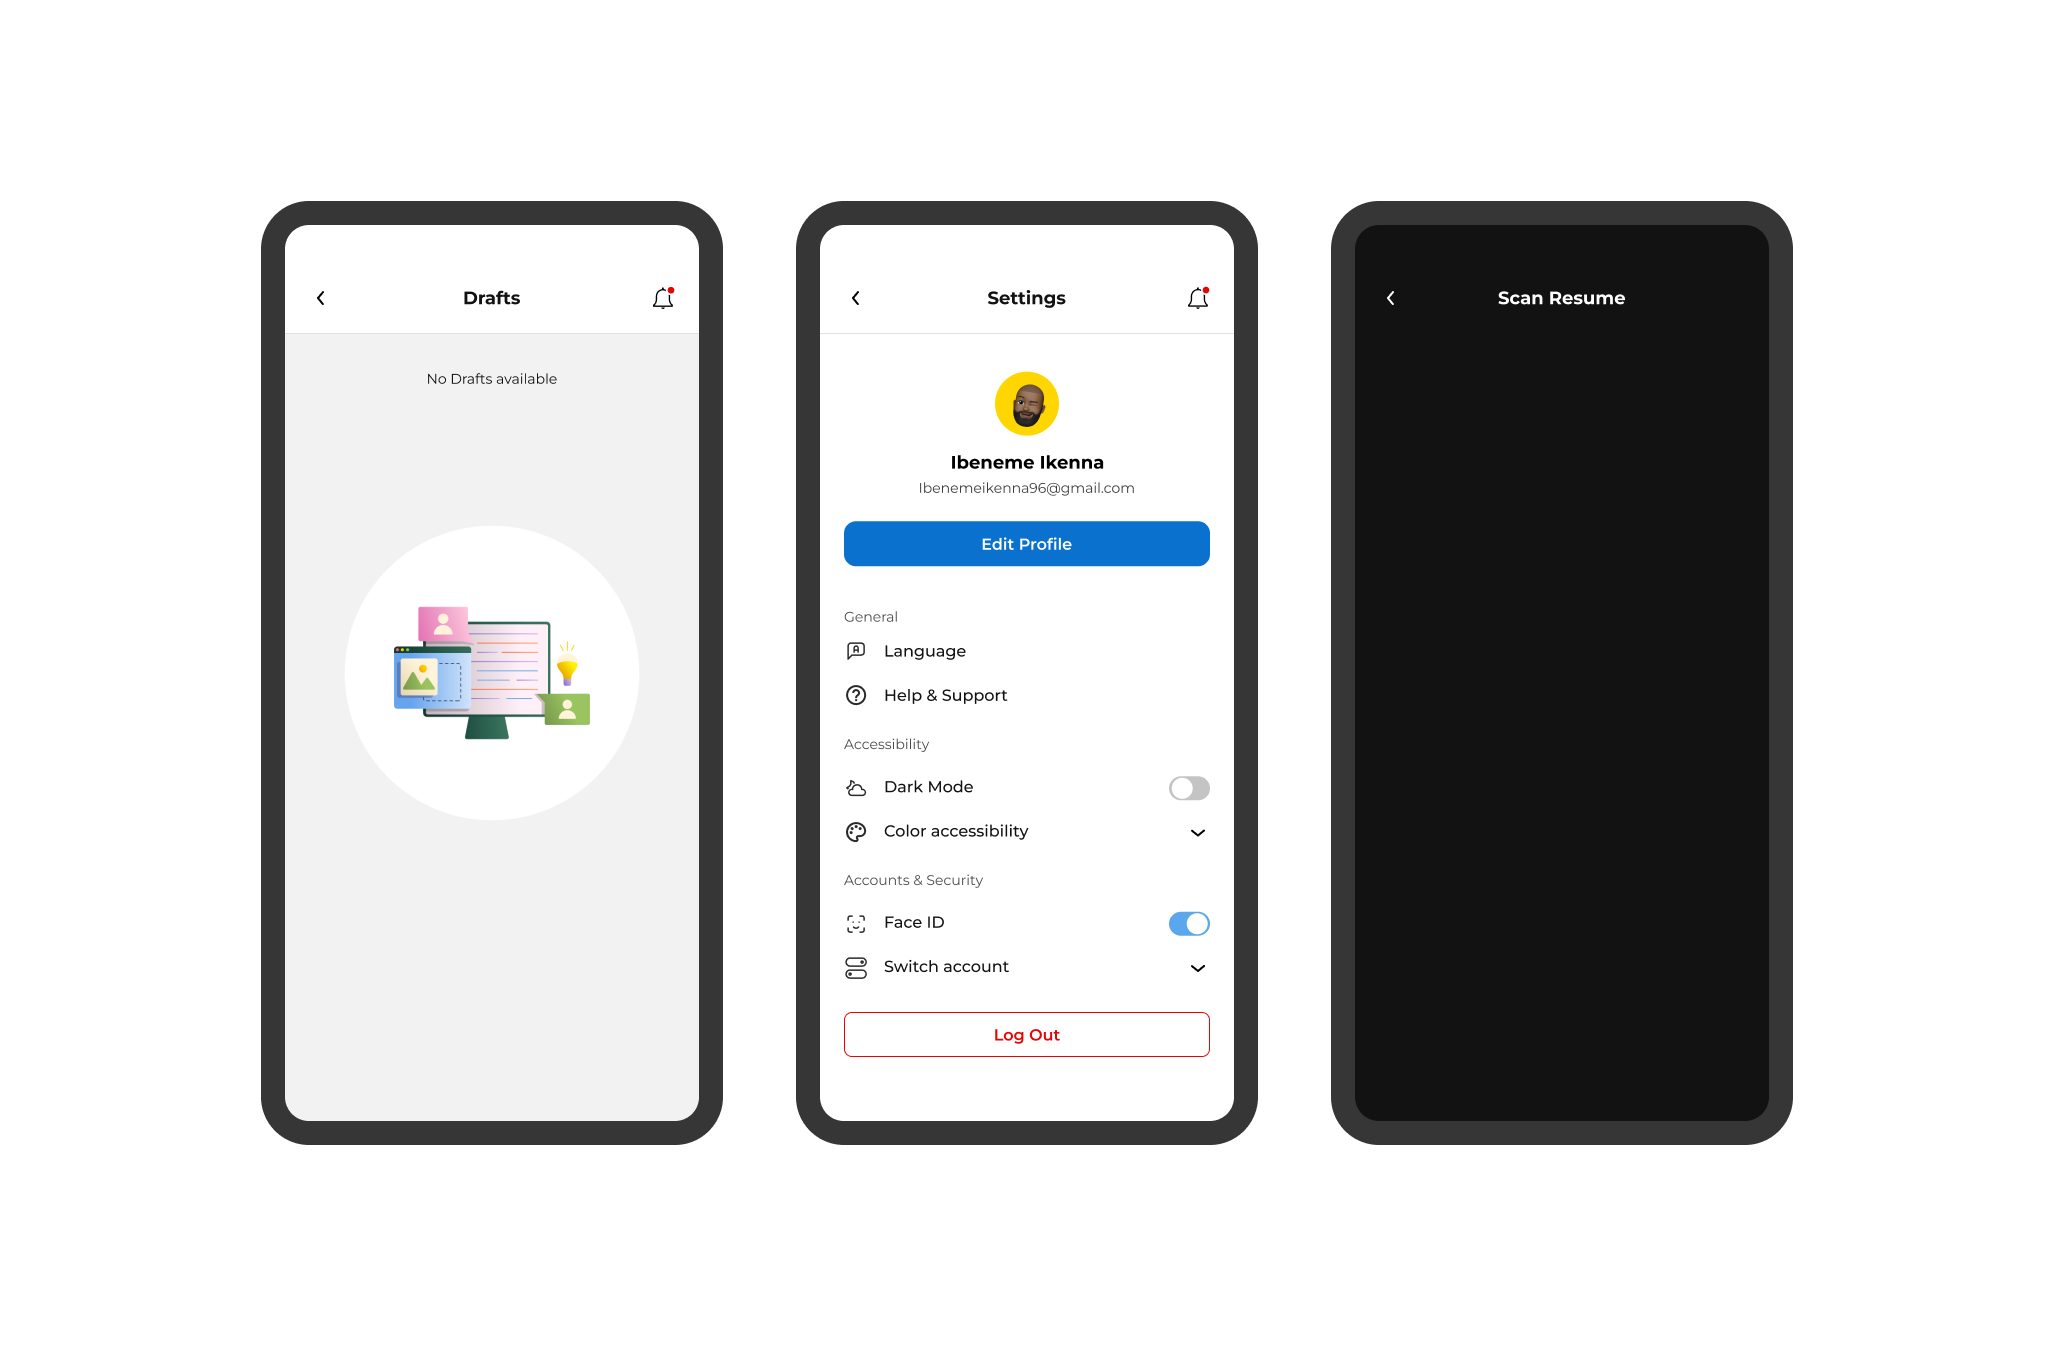 Drafts
No Drafts available
Settings
Ibeneme Ikenna
Ibenemeikenna96@gmail.com
Edit Profile
General
Language
Help & Support
Accessibility
Dark Mode
Color accessibility
Accounts & Security
Face ID
Switch account
Log Out
Scan Resume